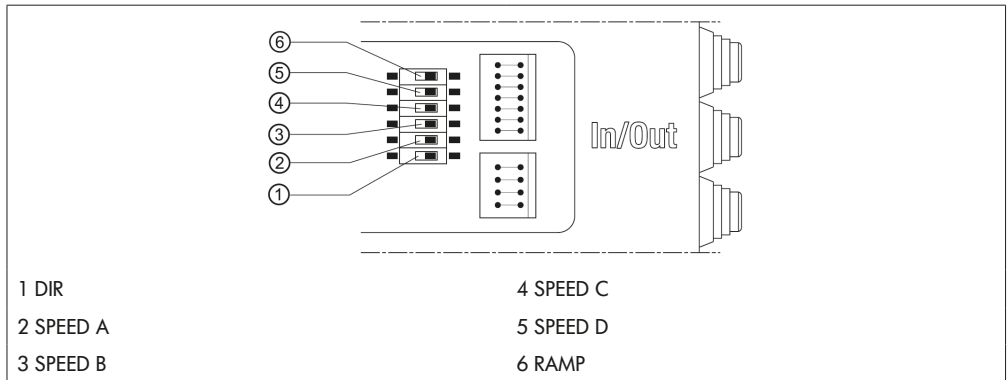 6
5
4
3
2
1
In/Out
1 DIR
2 SPEED A
3 SPEED B
4 SPEED C
5 SPEED D
6 RAMP